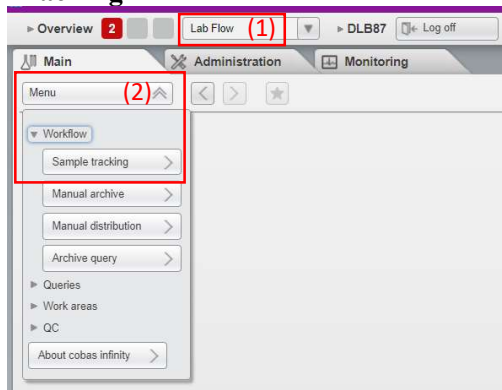 Overview 2 Lab Flow (1) DLB87 Log off
Main Administration Monitoring
Menu (2)
Workflow
Sample tracking
Manual archive
Manual distribution
Archive query
Queries
Work areas
QC
About cobas infinity